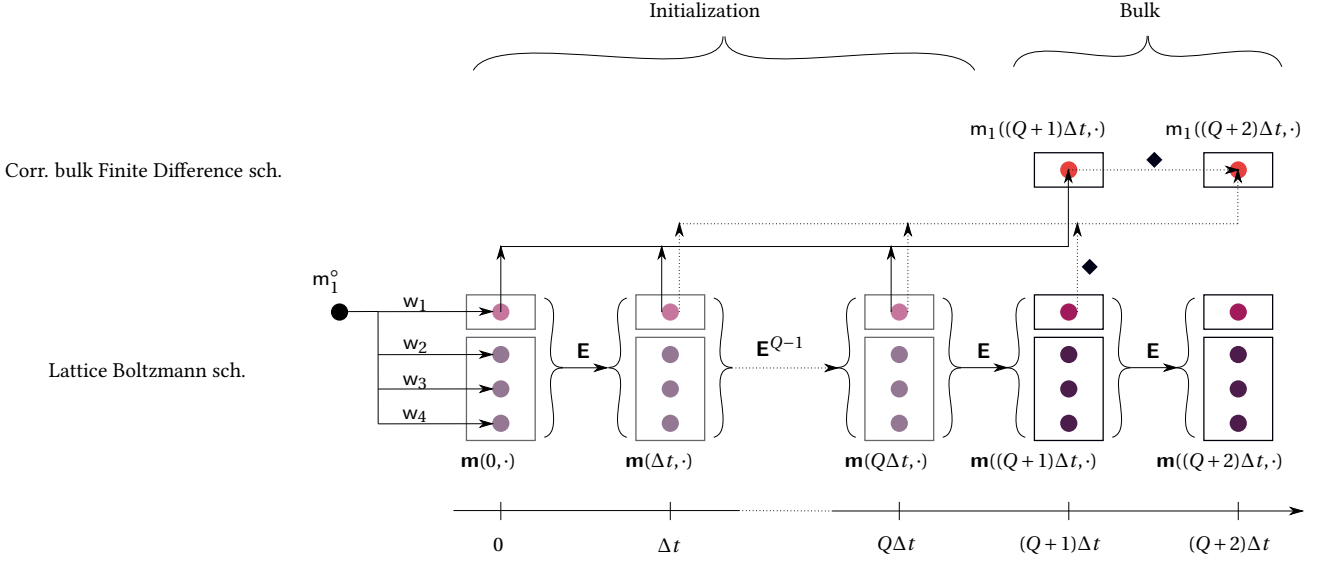 Initialization Bulk
m₁((Q+1)Δt,·) m₁((Q+2)Δt,·)
Corr. bulk Finite Difference sch.
m₁°
w₁
w₂
E E^{Q−1} E E
Lattice Boltzmann sch.
w₃
w₄
m(0,·) m(Δt,·) m(QΔt,·) m((Q+1)Δt,·) m((Q+2)Δt,·)
0 Δt QΔt (Q+1)Δt (Q+2)Δt